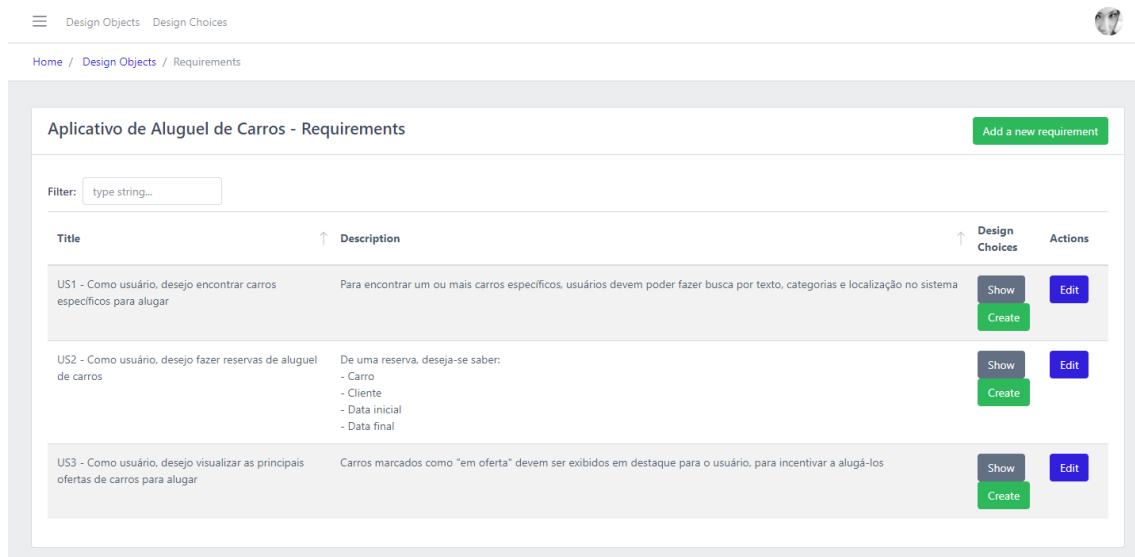 Design Objects Design Choices
Home / Design Objects / Requirements
Aplicativo de Aluguel de Carros - Requirements
Add a new requirement
Filter: type string...
Title
Description
Design
Choices
Actions
US1 - Como usuário, desejo encontrar carros
específicos para alugar
Para encontrar um ou mais carros específicos, usuários devem poder fazer busca por texto, categorias e localização no sistema
Show
Create
Edit
US2 - Como usuário, desejo fazer reservas de aluguel
de carros
De uma reserva, deseja-se saber:
- Carro
- Cliente
- Data inicial
- Data final
Show
Create
Edit
US3 - Como usuário, desejo visualizar as principais
ofertas de carros para alugar
Carros marcados como "em oferta" devem ser exibidos em destaque para o usuário, para incentivar a alugá-los
Show
Create
Edit